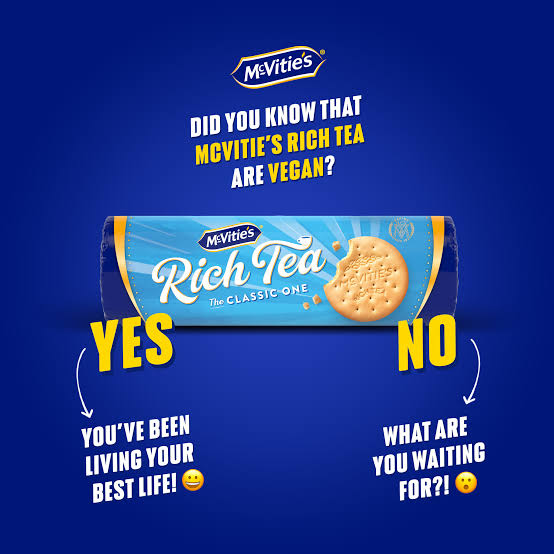 McVitie's
DID YOU KNOW THAT
MCVITIE'S RICH TEA
ARE VEGAN?
McVitie's
Rich Tea
The CLASSIC ONE
McVITIE'S
YES
NO
YOU'VE BEEN
LIVING YOUR
BEST LIFE! 😀
WHAT ARE
YOU WAITING
FOR?! 😮